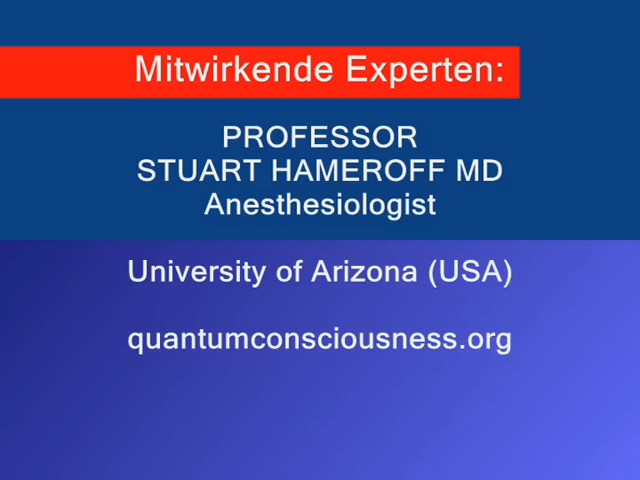 Mitwirkende Experten:
PROFESSOR
STUART HAMEROFF MD
Anesthesiologist
University of Arizona (USA)
quantumconsciousness.org